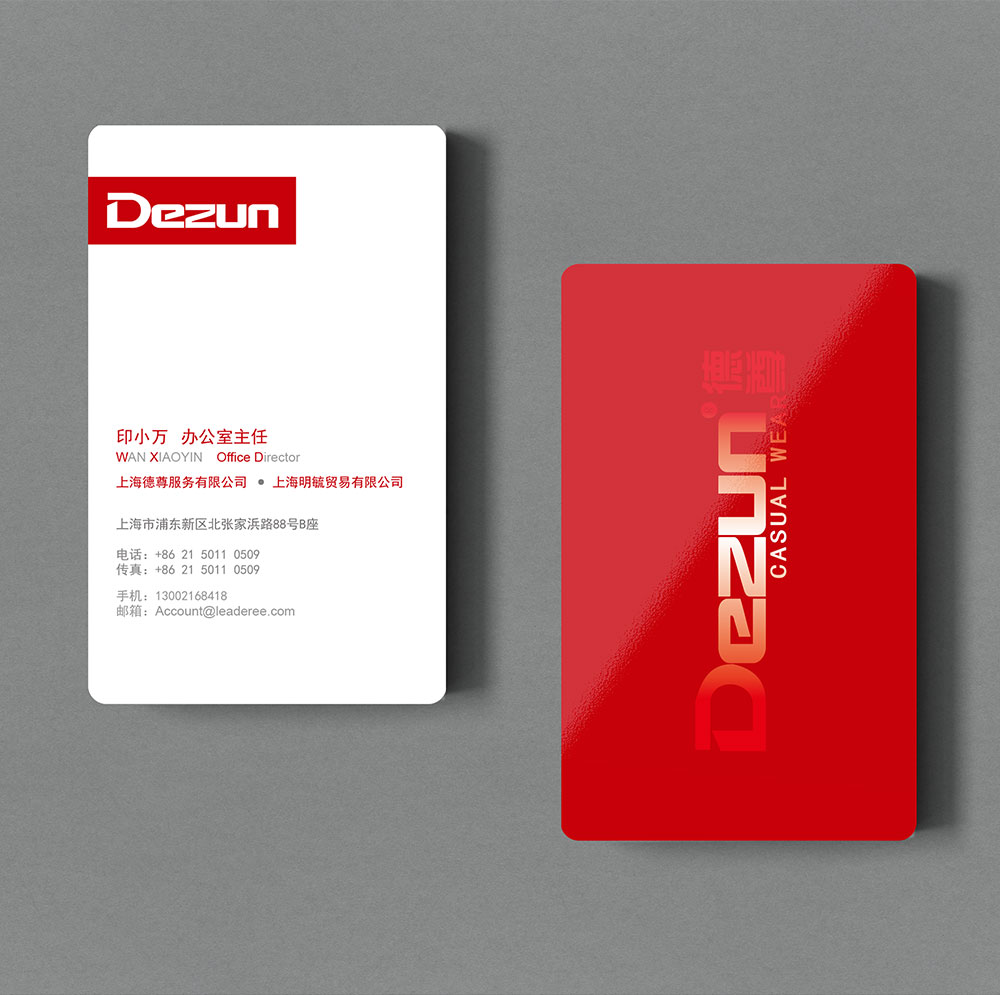 Dezun
印小万 办公室主任
WAN XIAOYIN Office Director
上海德尊服务有限公司 ● 上海明毓贸易有限公司
上海市浦东新区北张家浜路88号B座
电话：+86 21 5011 0509
传真：+86 21 5011 0509
手机：13002168418
邮箱：Account@leaderee.com
Dezun®德尊
CASUAL WEAR